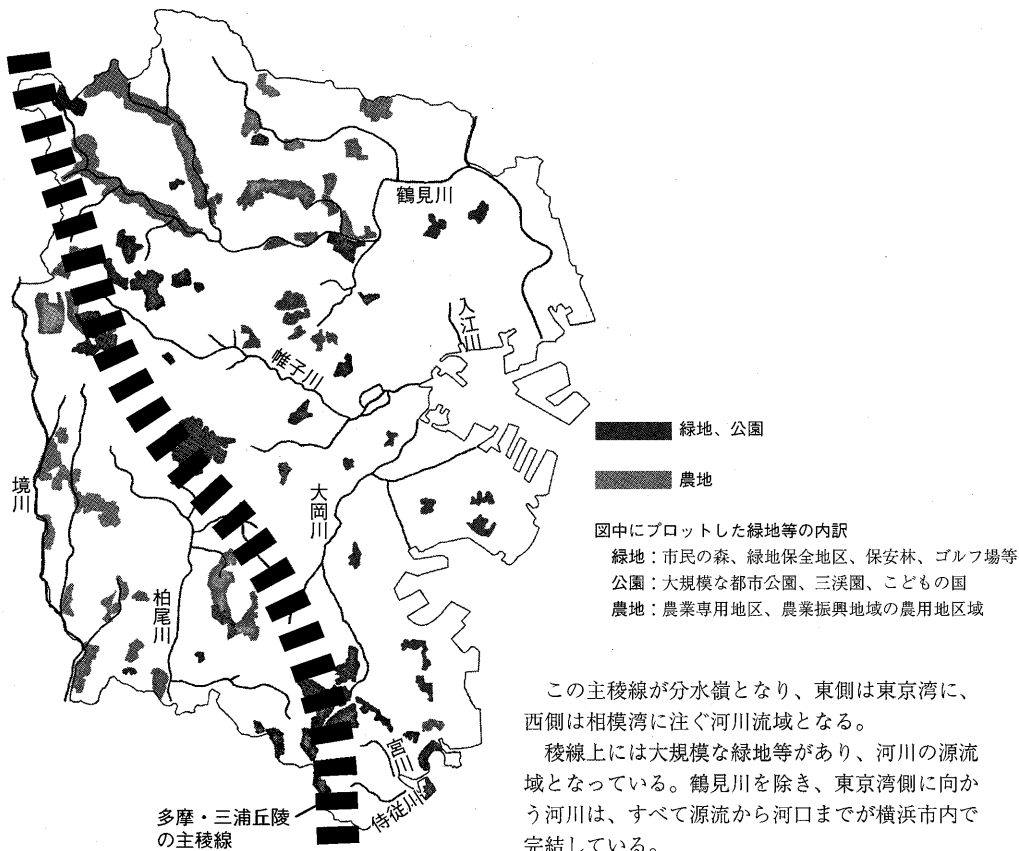 鶴見川
入江川
帷子川
境川
大岡川
柏尾川
宮川
侍従川
多摩・三浦丘陵
の主稜線
緑地、公園
農地
図中にプロットした緑地等の内訳
緑地:市民の森、緑地保全地区、保安林、ゴルフ場等
公園:大規模な都市公園、三渓園、こどもの国
農地:農業専用地区、農業振興地域の農用地区域
この主稜線が分水嶺となり、東側は東京湾に、
西側は相模湾に注ぐ河川流域となる。
稜線上には大規模な緑地等があり、河川の源流
域となっている。鶴見川を除き、東京湾側に向か
う河川は、すべて源流から河口までが横浜市内で
完結している。